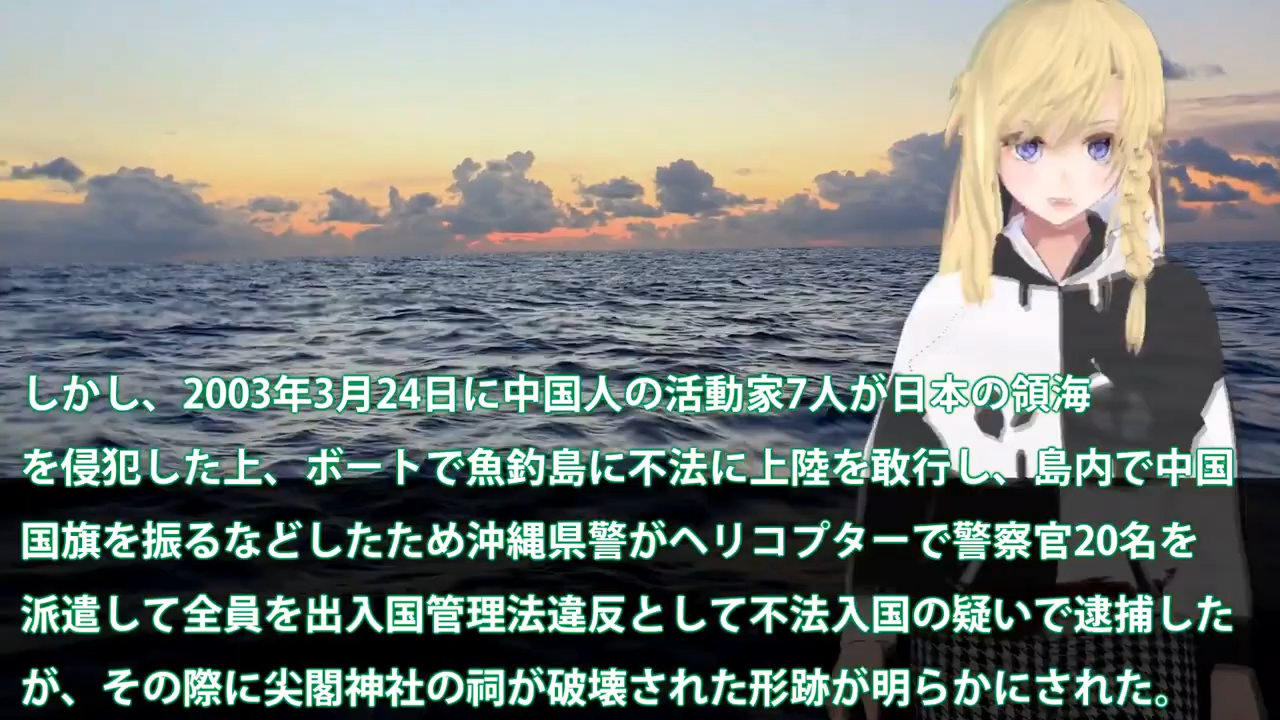 しかし、2003年3月24日に中国人の活動家7人が日本の領海
を侵犯した上、ボートで魚釣島に不法に上陸を敢行し、島内で中国
国旗を振るなどしたため沖縄県警がヘリコプターで警察官20名を
派遣して全員を出入国管理法違反として不法入国の疑いで逮捕した
が、その際に尖閣神社の祠が破壊された形跡が明らかにされた。